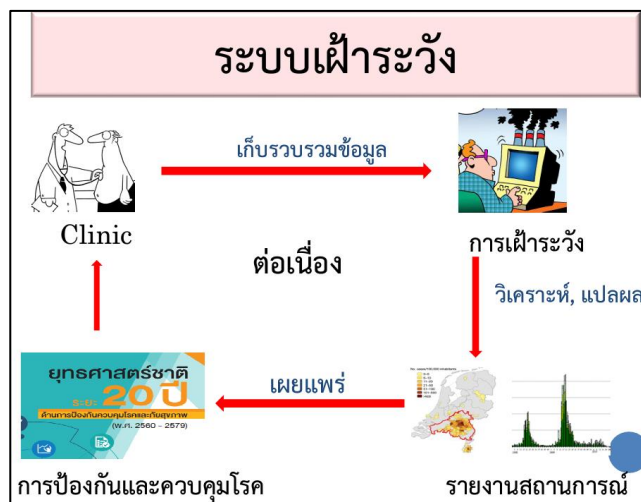 ระบบเฝ้าระวัง
เก็บรวบรวมข้อมูล
Clinic
การเฝ้าระวัง
ต่อเนื่อง
วิเคราะห์, แปลผล
ยุทธศาสตร์ชาติ
ระยะ 20 ปี
ด้านการป้องกันควบคุมโรคและภัยสุขภาพ
(พ.ศ. 2560 - 2579)
เผยแพร่
การป้องกันและควบคุมโรค
รายงานสถานการณ์